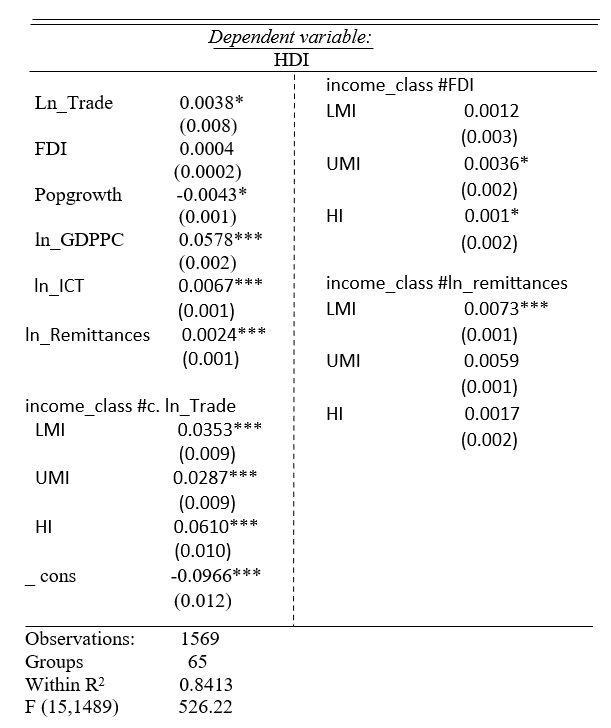 Dependent variable:
HDI
Ln_Trade 0.0038*
(0.008)
FDI 0.0004
(0.0002)
Popgrowth -0.0043*
(0.001)
ln_GDPPC 0.0578***
(0.002)
ln_ICT 0.0067***
(0.001)
ln_Remittances 0.0024***
(0.001)
income_class #c. ln_Trade
LMI 0.0353***
(0.009)
UMI 0.0287***
(0.009)
HI 0.0610***
(0.010)
_ cons -0.0966***
(0.012)
income_class #FDI
LMI 0.0012
(0.003)
UMI 0.0036*
(0.002)
HI 0.001*
(0.002)
income_class #ln_remittances
LMI 0.0073***
(0.001)
UMI 0.0059
(0.001)
HI 0.0017
(0.002)
Observations: 1569
Groups 65
Within R² 0.8413
F (15,1489) 526.22